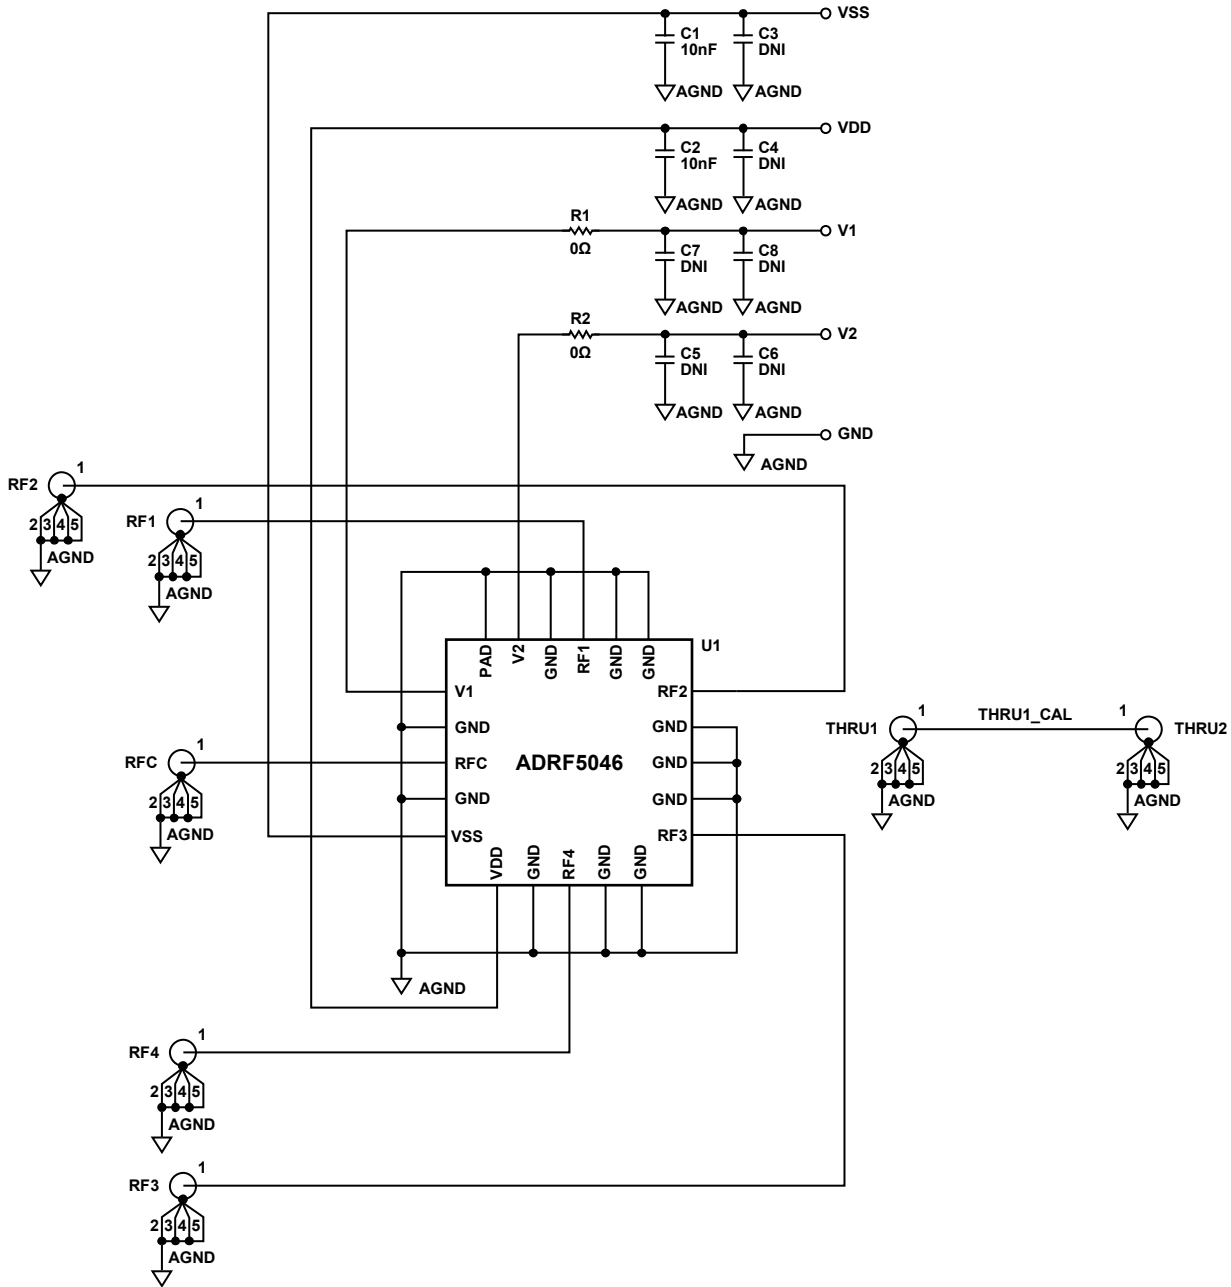 VSS
C1
10nF
C3
DNI
AGND
AGND
VDD
C2
10nF
C4
DNI
AGND
AGND
R1
0Ω
V1
C7
DNI
C8
DNI
AGND
AGND
R2
0Ω
V2
C5
DNI
C6
DNI
AGND
AGND
GND
AGND
RF2
1
2 3 4 5
AGND
RF1
1
2 3 4 5
AGND
U1
PAD
V2
GND
RF1
GND
GND
V1
GND
RFC
GND
VSS
ADRF5046
RF2
GND
GND
GND
RF3
VDD
GND
RF4
GND
GND
AGND
RFC
1
2 3 4 5
AGND
THRU1
1
THRU1_CAL
1
THRU2
2 3 4 5
AGND
2 3 4 5
AGND
RF4
1
2 3 4 5
AGND
RF3
1
2 3 4 5
AGND